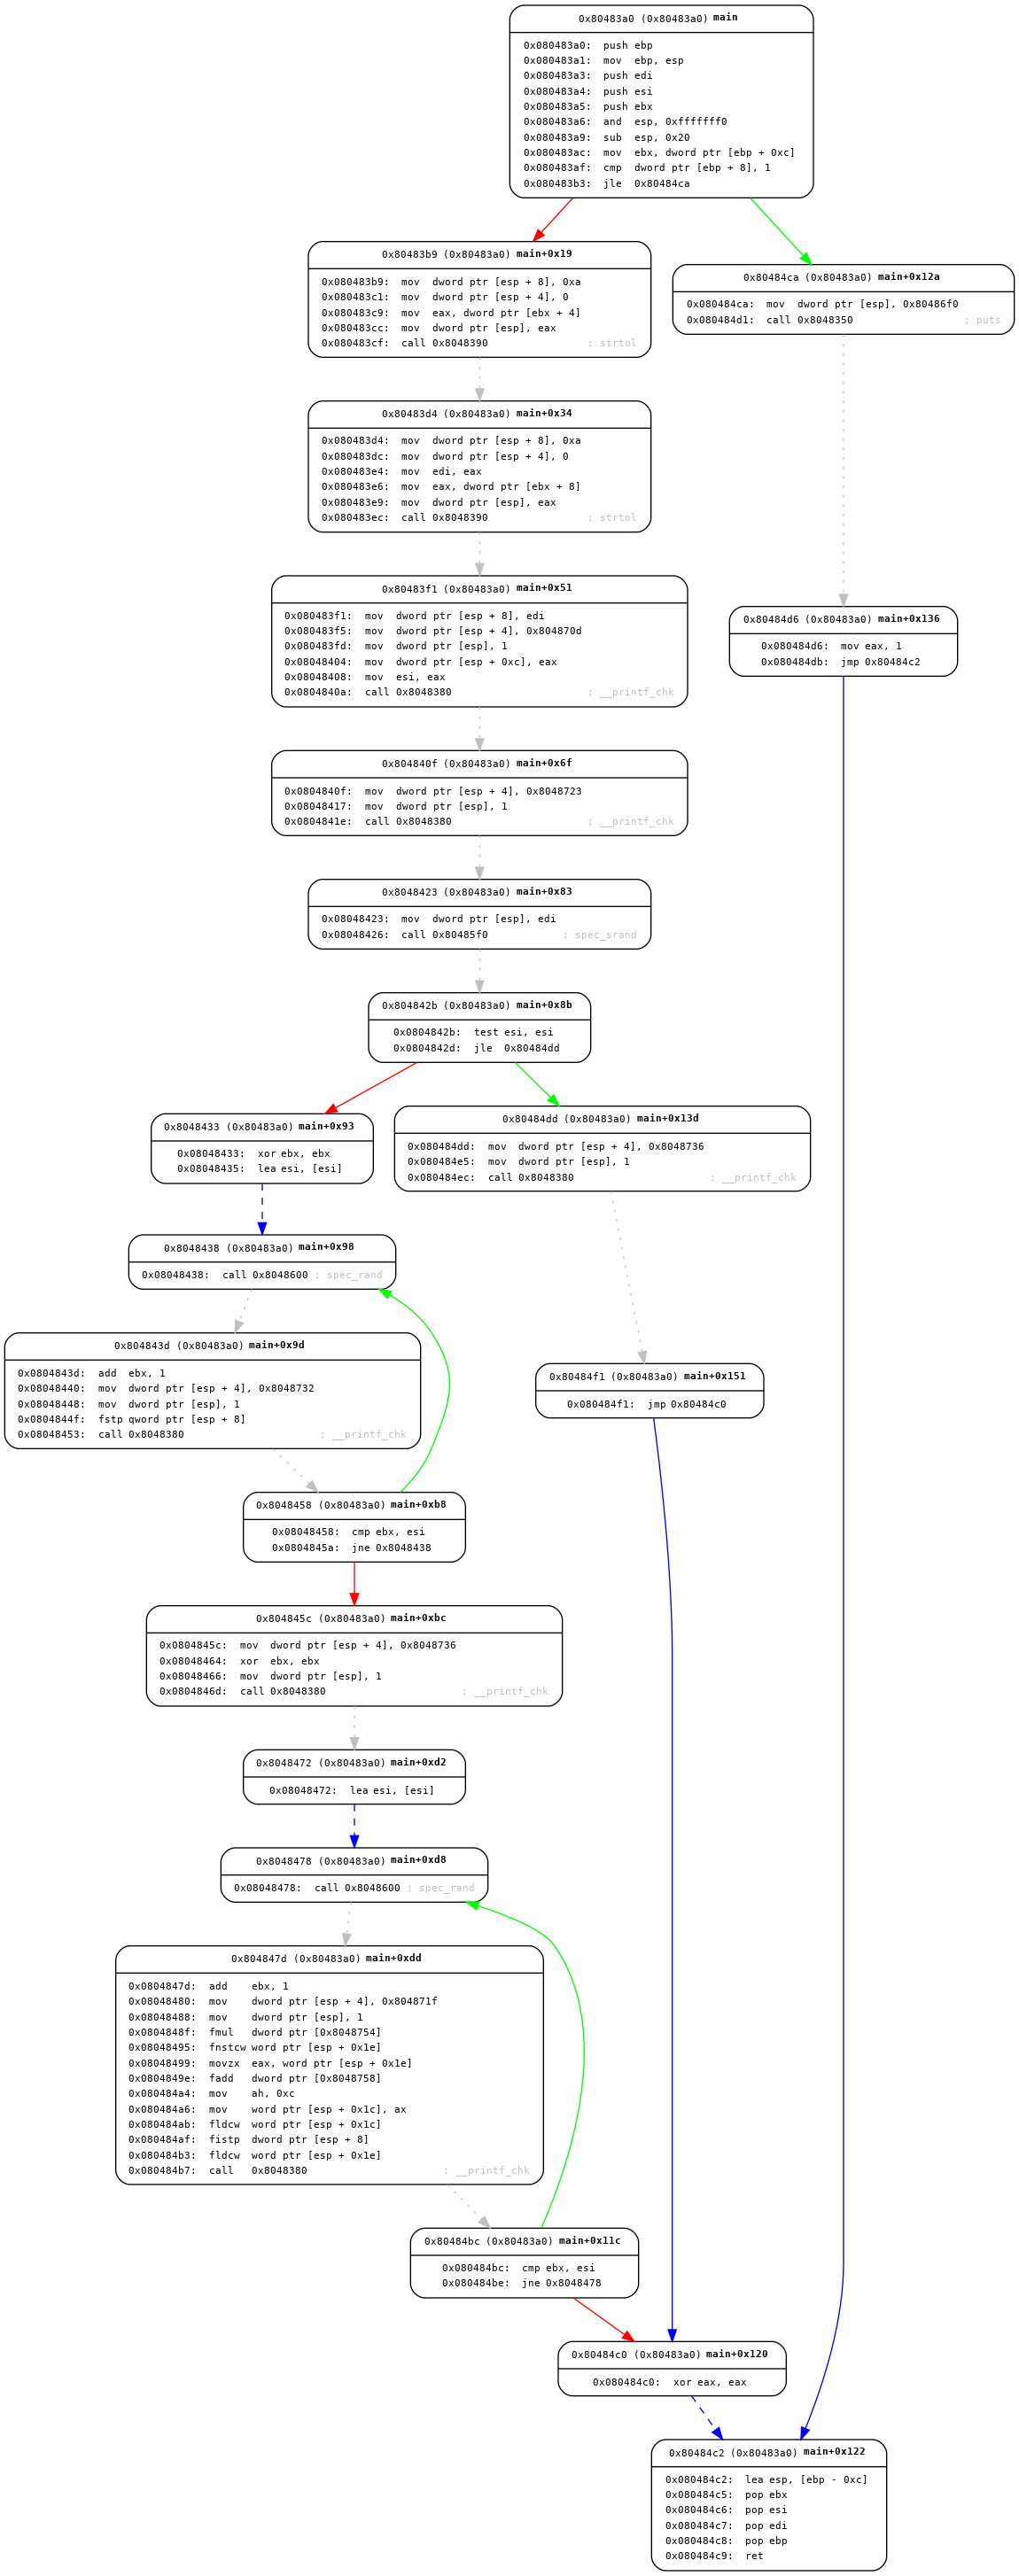 0x80483a0 (0x80483a0) main
0x080483a0: push ebp
0x080483a1: mov ebp, esp
0x080483a3: push edi
0x080483a4: push esi
0x080483a5: push ebx
0x080483a6: and esp, 0xfffffff0
0x080483a9: sub esp, 0x20
0x080483ac: mov ebx, dword ptr [ebp + 0xc]
0x080483af: cmp dword ptr [ebp + 8], 1
0x080483b3: jle 0x80484ca
0x80483b9 (0x80483a0) main+0x19
0x080483b9: mov dword ptr [esp + 8], 0xa
0x080483c1: mov dword ptr [esp + 4], 0
0x080483c9: mov eax, dword ptr [ebx + 4]
0x080483cc: mov dword ptr [esp], eax
0x080483cf: call 0x8048390 ; strtol
0x80484ca (0x80483a0) main+0x12a
0x080484ca: mov dword ptr [esp], 0x80486f0
0x080484d1: call 0x8048350 ; puts
0x80483d4 (0x80483a0) main+0x34
0x080483d4: mov dword ptr [esp + 8], 0xa
0x080483dc: mov dword ptr [esp + 4], 0
0x080483e4: mov edi, eax
0x080483e6: mov eax, dword ptr [ebx + 8]
0x080483e9: mov dword ptr [esp], eax
0x080483ec: call 0x8048390 ; strtol
0x80483f1 (0x80483a0) main+0x51
0x080483f1: mov dword ptr [esp + 8], edi
0x080483f5: mov dword ptr [esp + 4], 0x804870d
0x080483fd: mov dword ptr [esp], 1
0x08048404: mov dword ptr [esp + 0xc], eax
0x08048408: mov esi, eax
0x0804840a: call 0x8048380 ; __printf_chk
0x80484d6 (0x80483a0) main+0x136
0x080484d6: mov eax, 1
0x080484db: jmp 0x80484c2
0x804840f (0x80483a0) main+0x6f
0x0804840f: mov dword ptr [esp + 4], 0x8048723
0x08048417: mov dword ptr [esp], 1
0x0804841e: call 0x8048380 ; __printf_chk
0x8048423 (0x80483a0) main+0x83
0x08048423: mov dword ptr [esp], edi
0x08048426: call 0x80485f0 ; spec_srand
0x804842b (0x80483a0) main+0x8b
0x0804842b: test esi, esi
0x0804842d: jle 0x80484dd
0x8048433 (0x80483a0) main+0x93
0x08048433: xor ebx, ebx
0x08048435: lea esi, [esi]
0x80484dd (0x80483a0) main+0x13d
0x080484dd: mov dword ptr [esp + 4], 0x8048736
0x080484e5: mov dword ptr [esp], 1
0x080484ec: call 0x8048380 ; __printf_chk
0x8048438 (0x80483a0) main+0x98
0x08048438: call 0x8048600 ; spec_rand
0x804843d (0x80483a0) main+0x9d
0x0804843d: add ebx, 1
0x08048440: mov dword ptr [esp + 4], 0x8048732
0x08048448: mov dword ptr [esp], 1
0x0804844f: fstp qword ptr [esp + 8]
0x08048453: call 0x8048380 ; __printf_chk
0x80484f1 (0x80483a0) main+0x151
0x080484f1: jmp 0x80484c0
0x8048458 (0x80483a0) main+0xb8
0x08048458: cmp ebx, esi
0x0804845a: jne 0x8048438
0x804845c (0x80483a0) main+0xbc
0x0804845c: mov dword ptr [esp + 4], 0x8048736
0x08048464: xor ebx, ebx
0x08048466: mov dword ptr [esp], 1
0x0804846d: call 0x8048380 ; __printf_chk
0x8048472 (0x80483a0) main+0xd2
0x08048472: lea esi, [esi]
0x8048478 (0x80483a0) main+0xd8
0x08048478: call 0x8048600 ; spec_rand
0x804847d (0x80483a0) main+0xdd
0x0804847d: add ebx, 1
0x08048480: mov dword ptr [esp + 4], 0x804871f
0x08048488: mov dword ptr [esp], 1
0x0804848f: fmul dword ptr [0x8048754]
0x08048495: fnstcw word ptr [esp + 0x1e]
0x08048499: movzx eax, word ptr [esp + 0x1e]
0x0804849e: fadd dword ptr [0x8048758]
0x080484a4: mov ah, 0xc
0x080484a6: mov word ptr [esp + 0x1c], ax
0x080484ab: fldcw word ptr [esp + 0x1c]
0x080484af: fistp dword ptr [esp + 8]
0x080484b3: fldcw word ptr [esp + 0x1e]
0x080484b7: call 0x8048380 ; __printf_chk
0x80484bc (0x80483a0) main+0x11c
0x080484bc: cmp ebx, esi
0x080484be: jne 0x8048478
0x80484c0 (0x80483a0) main+0x120
0x080484c0: xor eax, eax
0x80484c2 (0x80483a0) main+0x122
0x080484c2: lea esp, [ebp - 0xc]
0x080484c5: pop ebx
0x080484c6: pop esi
0x080484c7: pop edi
0x080484c8: pop ebp
0x080484c9: ret